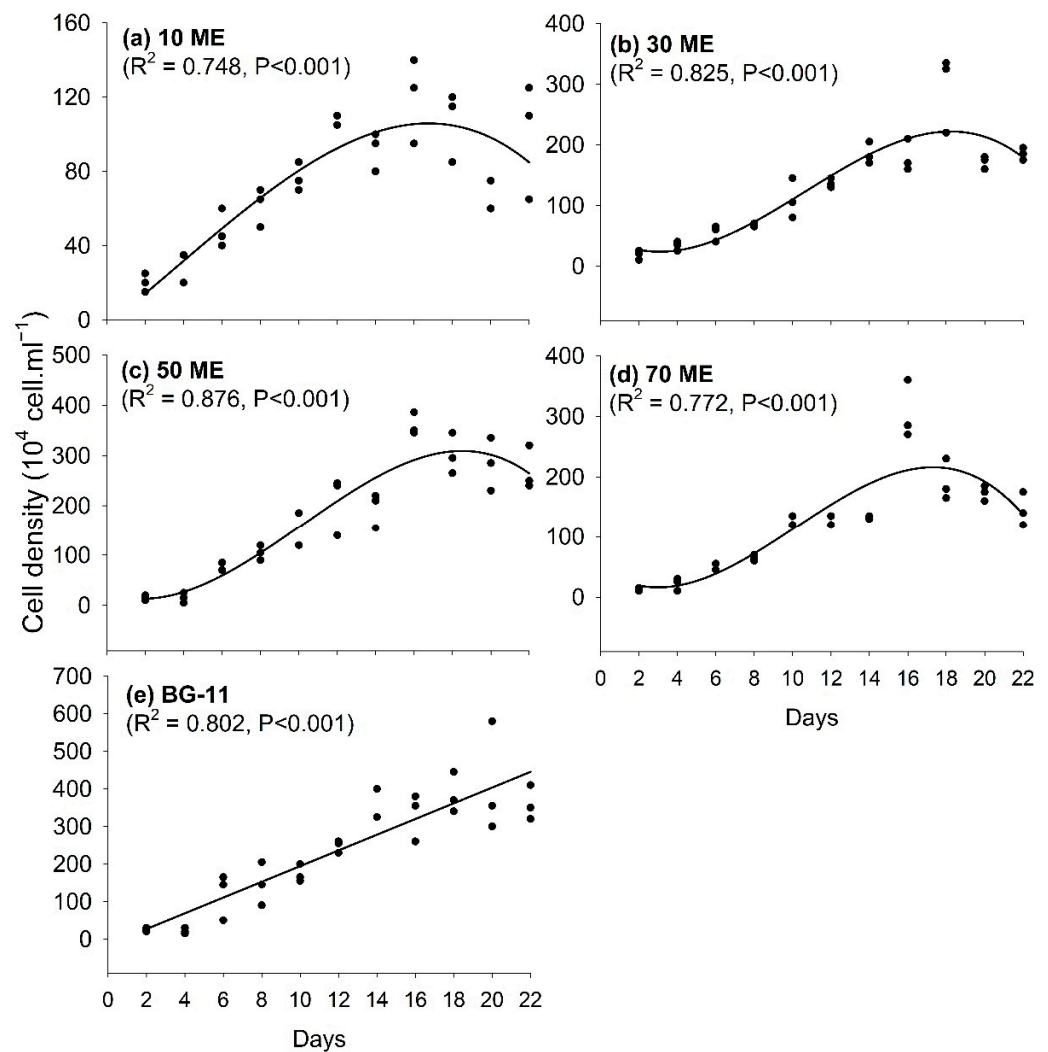 (a) 10 ME
(R² = 0.748, P<0.001)
160
120
80
40
0
(b) 30 ME
(R² = 0.825, P<0.001)
400
300
200
100
0
Cell density (10⁴ cell.ml⁻¹)
(c) 50 ME
(R² = 0.876, P<0.001)
500
400
300
200
100
0
(d) 70 ME
(R² = 0.772, P<0.001)
400
300
200
100
0
0 2 4 6 8 10 12 14 16 18 20 22
Days
(e) BG-11
(R² = 0.802, P<0.001)
700
600
500
400
300
200
100
0
0 2 4 6 8 10 12 14 16 18 20 22
Days